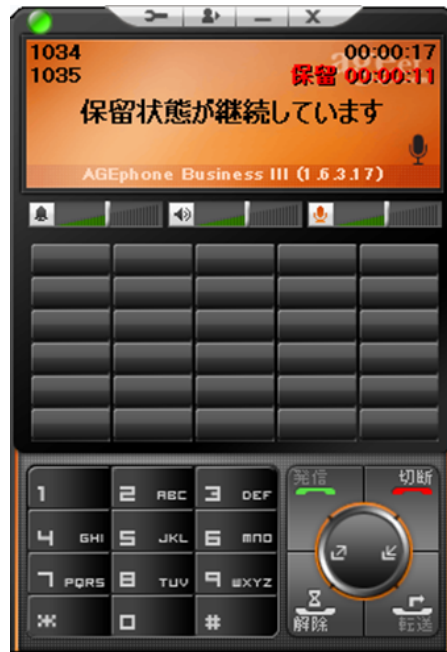 1034 00:00:17
1035 保留 00:00:11
保留状態が継続しています
AGEphone Business III (1.6.3.17)
発信 切断
1 2 ABC 3 DEF
4 GHI 5 JKL 6 MNO
7 PQRS 8 TUV 9 WXYZ
* 0 #
解除 転送